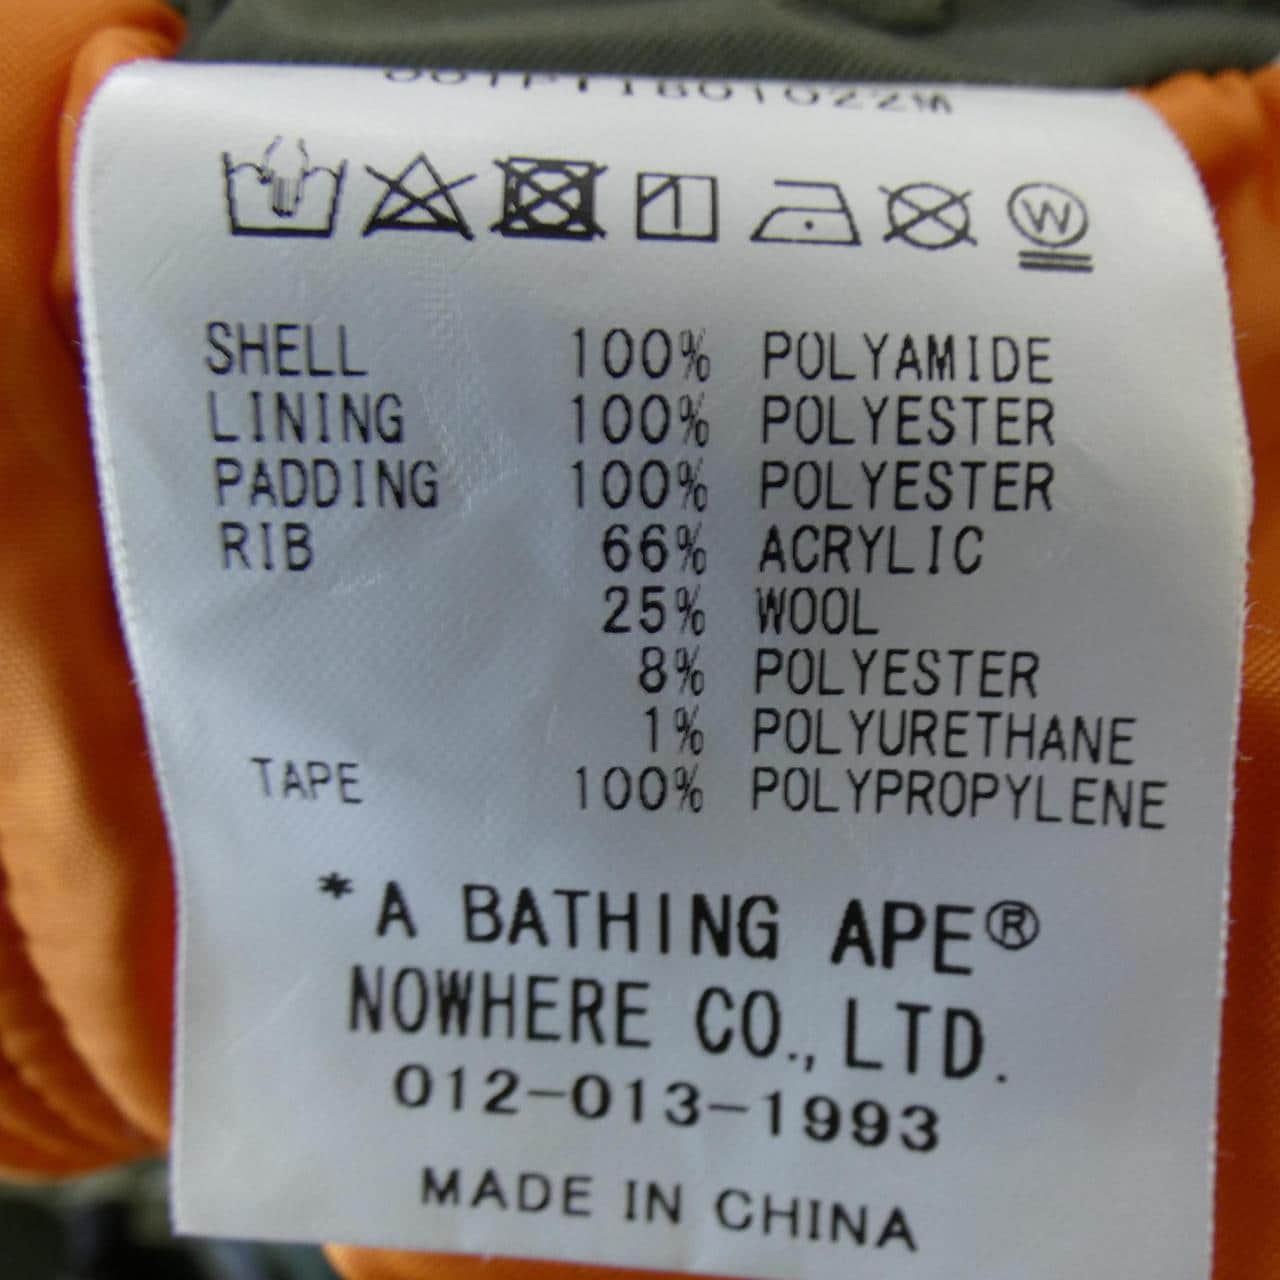 W
SHELL 100% POLYAMIDE
LINING 100% POLYESTER
PADDING 100% POLYESTER
RIB 66% ACRYLIC
25% WOOL
8% POLYESTER
1% POLYURETHANE
TAPE 100% POLYPROPYLENE
*A BATHING APE®
NOWHERE CO., LTD.
012-013-1993
MADE IN CHINA